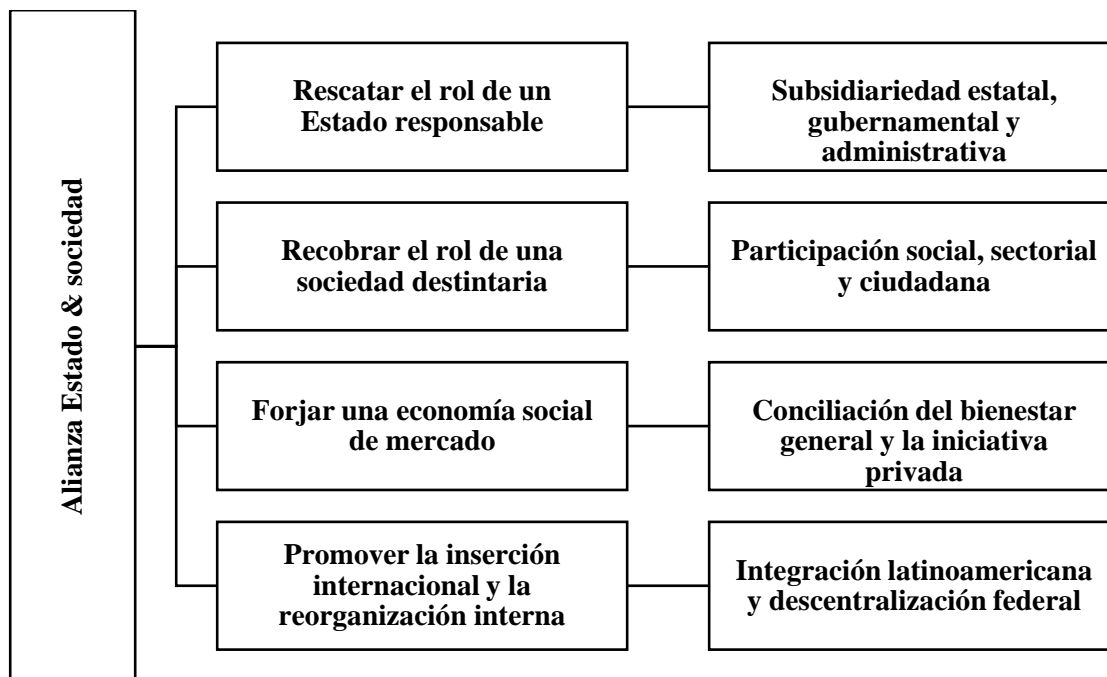 Alianza Estado & sociedad
Rescatar el rol de un
Estado responsable
Subsidiariedad estatal,
gubernamental y
administrativa
Recobrar el rol de una
sociedad destintaria
Participación social, sectorial
y ciudadana
Forjar una economía social
de mercado
Conciliación del bienestar
general y la iniciativa
privada
Promover la inserción
internacional y la
reorganización interna
Integración latinoamericana
y descentralización federal